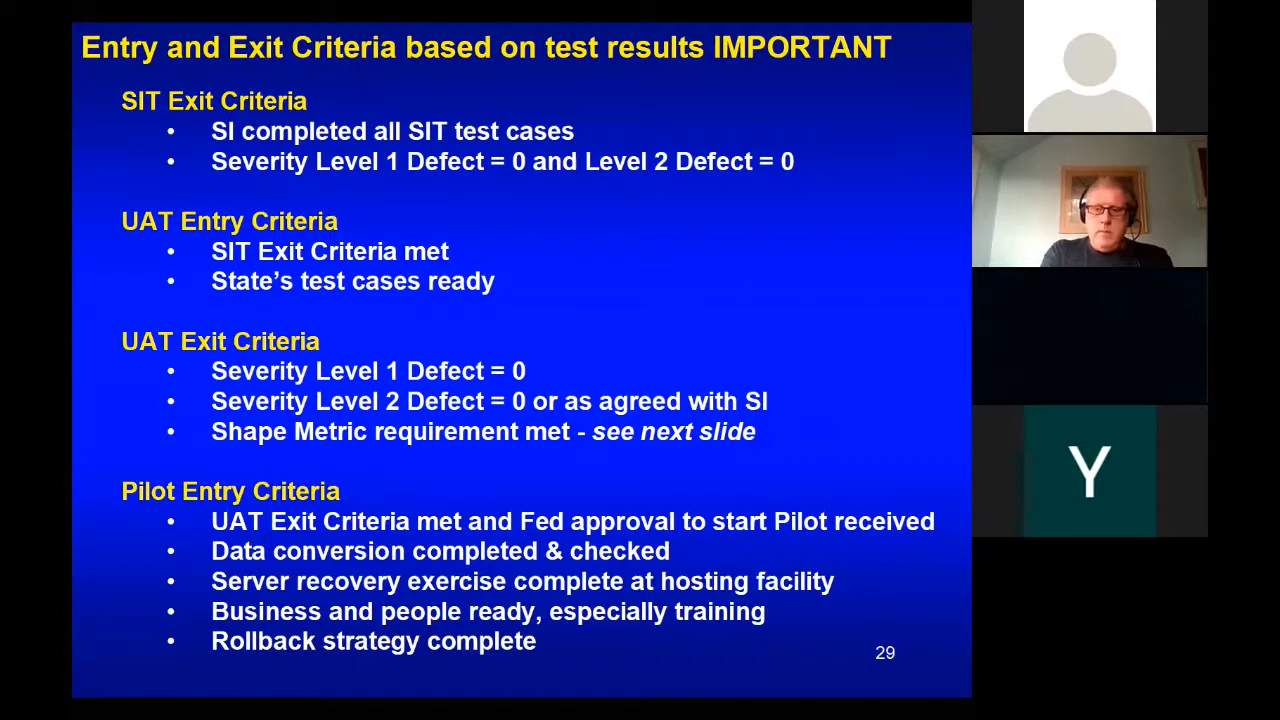 Entry and Exit Criteria based on test results IMPORTANT
SIT Exit Criteria
• SI completed all SIT test cases
• Severity Level 1 Defect = 0 and Level 2 Defect = 0
UAT Entry Criteria
• SIT Exit Criteria met
• State's test cases ready
UAT Exit Criteria
• Severity Level 1 Defect = 0
• Severity Level 2 Defect = 0 or as agreed with SI
• Shape Metric requirement met - see next slide
Pilot Entry Criteria
• UAT Exit Criteria met and Fed approval to start Pilot received
• Data conversion completed & checked
• Server recovery exercise complete at hosting facility
• Business and people ready, especially training
• Rollback strategy complete
29
Y